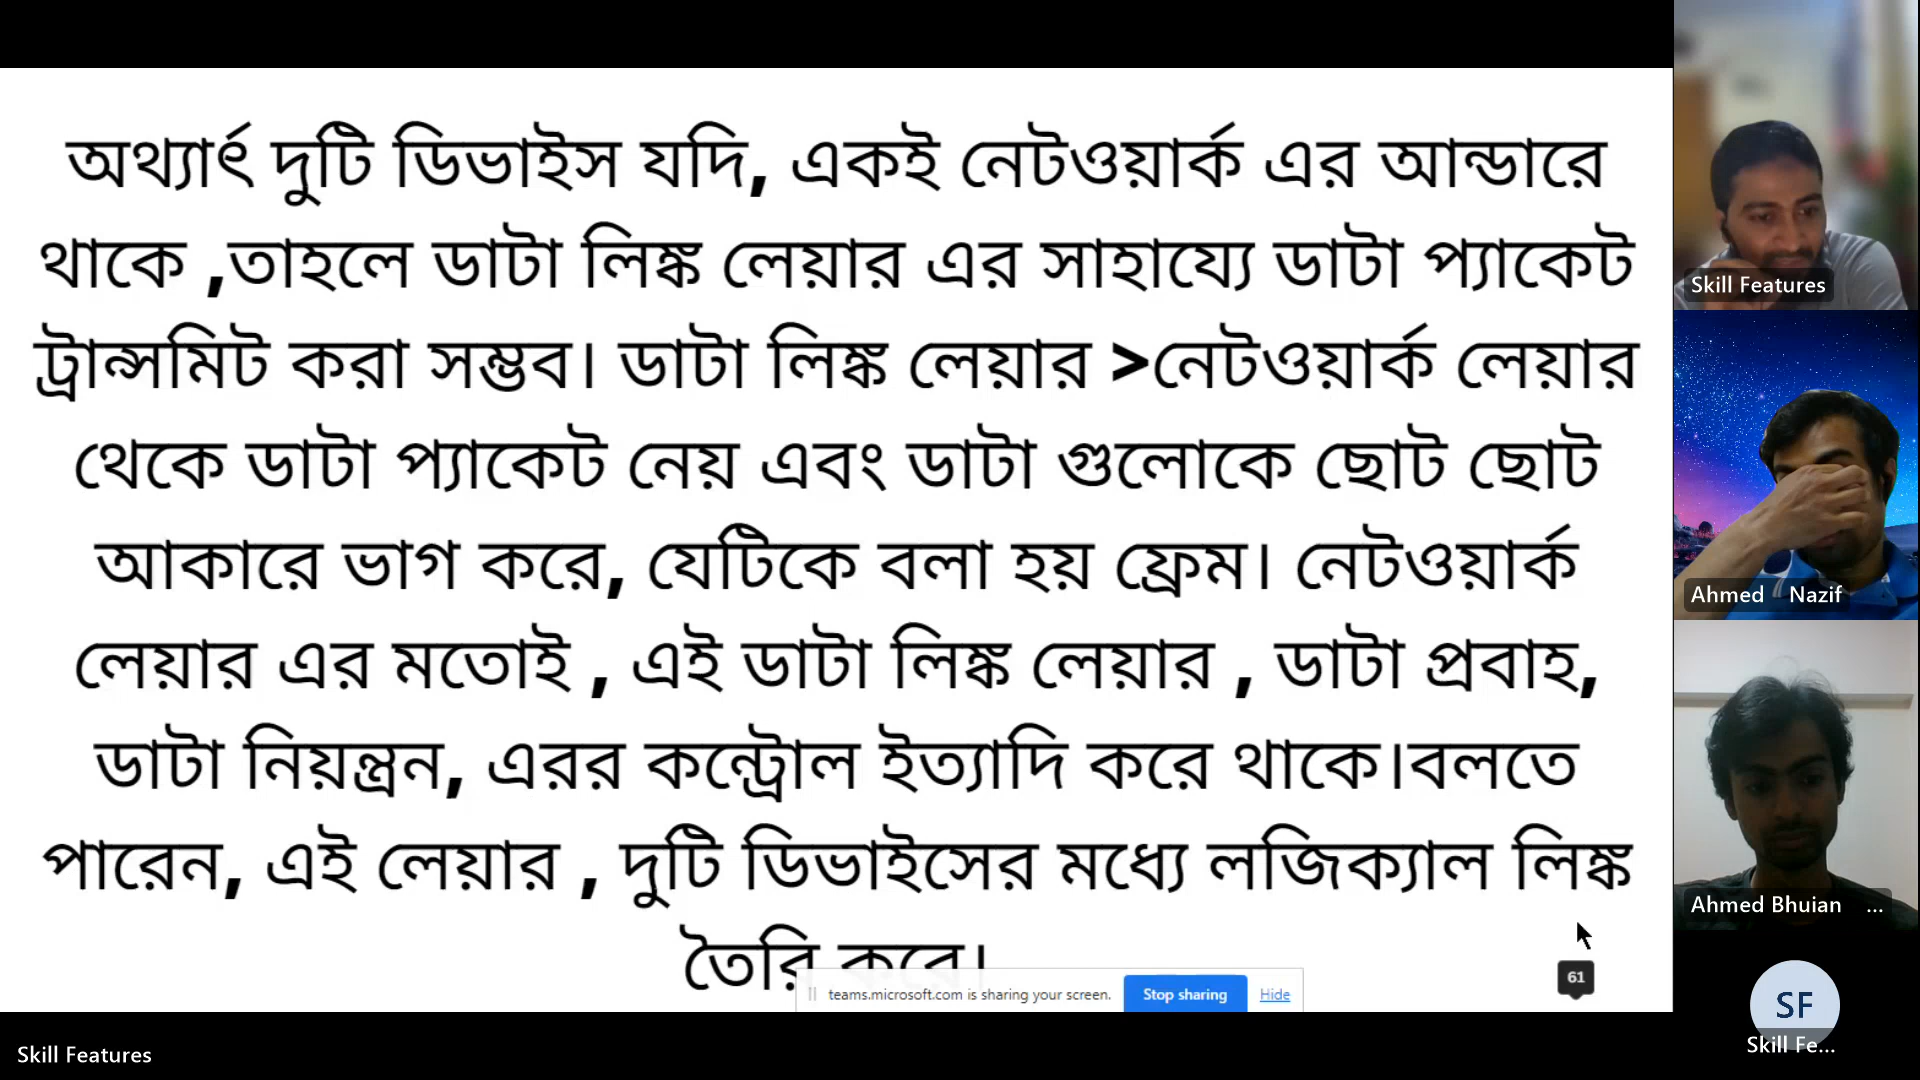 অথ্যার্ৎ দুটি ডিভাইস যদি, একই নেটওয়ার্ক এর আন্ডারে
থাকে ,তাহলে ডাটা লিঙ্ক লেয়ার এর সাহায্যে ডাটা প্যাকেট
ট্রান্সমিট করা সম্ভব। ডাটা লিঙ্ক লেয়ার >নেটওয়ার্ক লেয়ার
থেকে ডাটা প্যাকেট নেয় এবং ডাটা গুলোকে ছোট ছোট
আকারে ভাগ করে, যেটিকে বলা হয় ফ্রেম। নেটওয়ার্ক
লেয়ার এর মতোই , এই ডাটা লিঙ্ক লেয়ার , ডাটা প্রবাহ,
ডাটা নিয়ন্ত্রন, এরর কন্ট্রোল ইত্যাদি করে থাকে।বলতে
পারেন, এই লেয়ার , দুটি ডিভাইসের মধ্যে লজিক্যাল লিঙ্ক
তৈরি করে।
teams.microsoft.com is sharing your screen. Stop sharing Hide
61
Skill Features
Skill Features
Ahmed Nazif
Ahmed Bhuian ...
SF
Skill Fe...